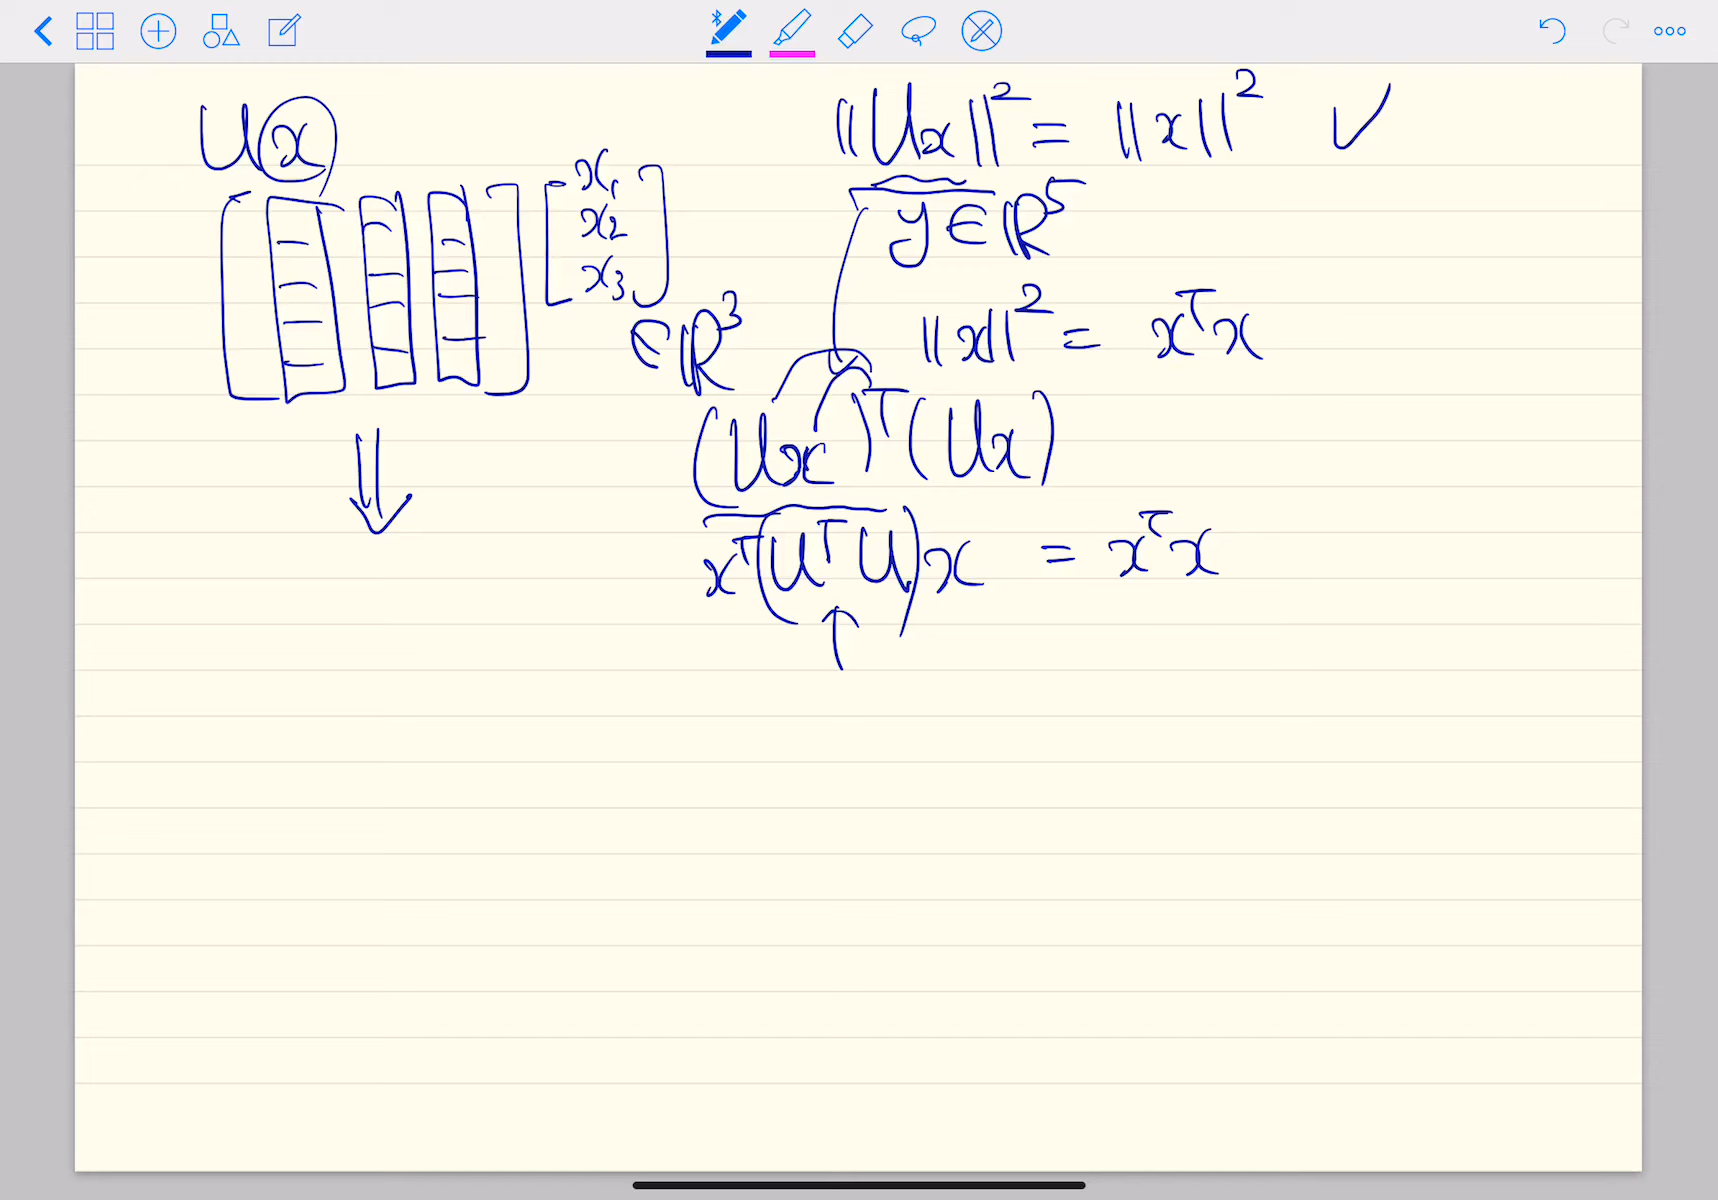 Ux
[ ] [x₁ x₂ x₃] ∈ ℝ³
||Ux||² = ||x||² ✓
y ∈ ℝ⁵
||x||² = xᵀx
(Ux)ᵀ(Ux)
xᵀ(UᵀU)x = xᵀx